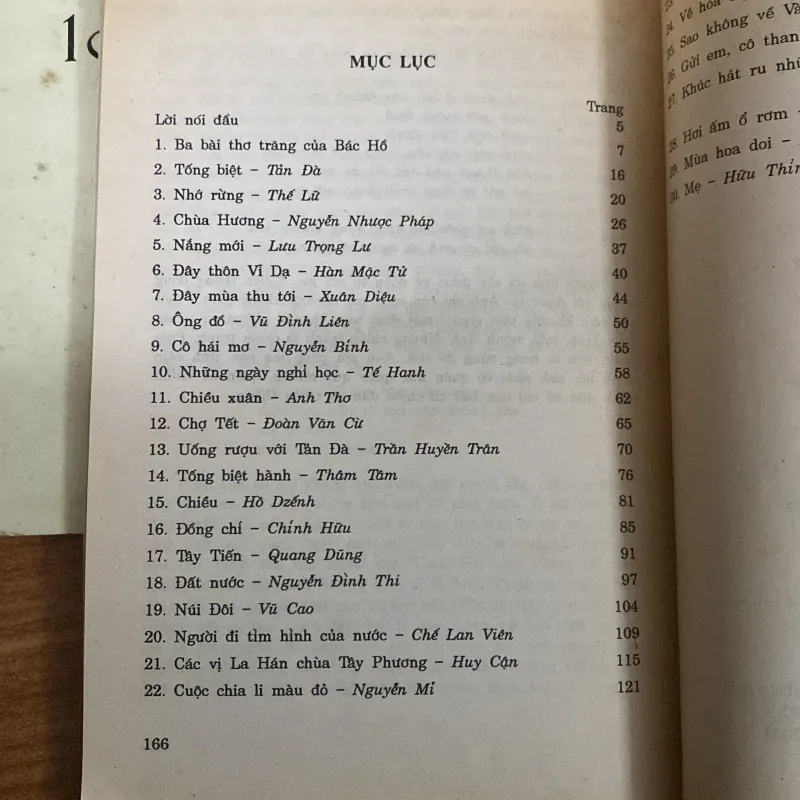 MỤC LỤC
Trang
Lời nói đầu 5
1. Ba bài thơ trăng của Bác Hồ 7
2. Tống biệt – Tản Đà 16
3. Nhớ rừng – Thế Lữ 20
4. Chùa Hương – Nguyễn Nhược Pháp 26
5. Nắng mới – Lưu Trọng Lư 37
6. Đây thôn Vĩ Dạ – Hàn Mặc Tử 40
7. Đây mùa thu tới – Xuân Diệu 44
8. Ông đồ – Vũ Đình Liên 50
9. Cô hái mơ – Nguyễn Bính 55
10. Những ngày nghỉ học – Tế Hanh 58
11. Chiều xuân – Anh Thơ 62
12. Chợ Tết – Đoàn Văn Cừ 65
13. Uống rượu với Tản Đà – Trần Huyền Trân 70
14. Tống biệt hành – Thâm Tâm 76
15. Chiều – Hồ Dzếnh 81
16. Đồng chí – Chính Hữu 85
17. Tây Tiến – Quang Dũng 91
18. Đất nước – Nguyễn Đình Thi 97
19. Núi Đôi – Vũ Cao 104
20. Người đi tìm hình của nước – Chế Lan Viên 109
21. Các vị La Hán chùa Tây Phương – Huy Cận 115
22. Cuộc chia li màu đỏ – Nguyễn Mĩ 121
166
24. Về
25. Sao không về
26. Gửi em, cô
27. Khúc hát ru
28. Hơi ấm ổ rơm –
29. Mùa hoa doi –
30. Mẹ – Hữu